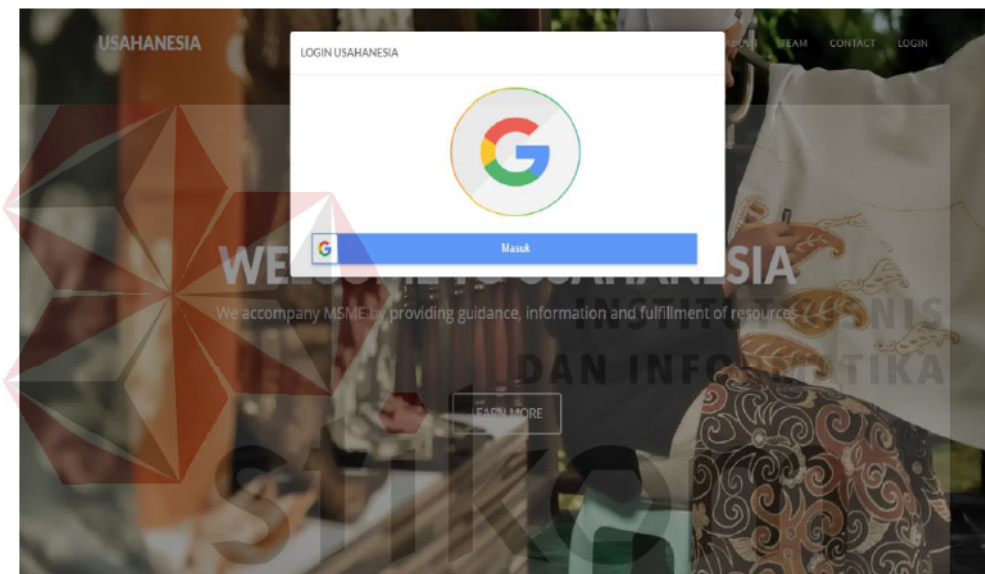 USAHANESIA
LOGIN USAHANESIA
ABOUT TEAM CONTACT LOGIN
Masuk
WELCOME TO USAHANESIA
We accompany MSME by providing guidance, information and fulfillment of resources
INSTITUT BISNIS
DAN INFORMATIKA
LEARN MORE
stikom